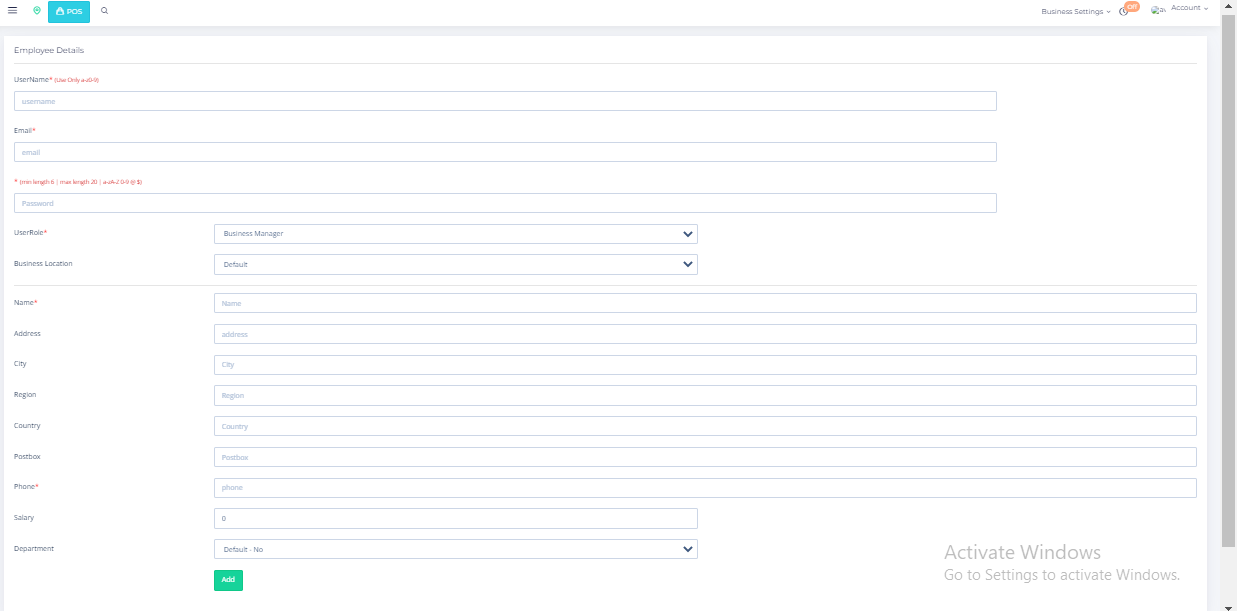 POS
Business Settings
Off
Account
Employee Details
UserName* (Use Only a-z0-9)
username
Email*
email
* (min length 6 | max length 20 | a-zA-Z 0-9 @ $)
Password
UserRole*
Business Manager
Business Location
Default
Name*
Name
Address
address
City
City
Region
Region
Country
Country
Postbox
Postbox
Phone*
phone
Salary
0
Department
Default - No
Add
Activate Windows
Go to Settings to activate Windows.